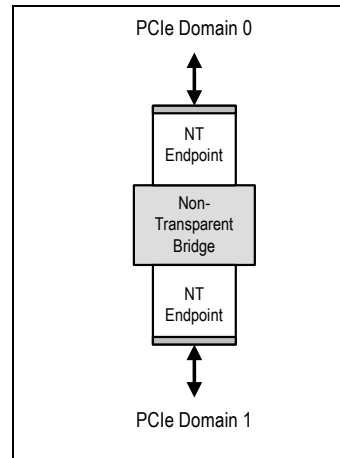 PCIe Domain 0
NT
Endpoint
Non-
Transparent
Bridge
NT
Endpoint
PCIe Domain 1